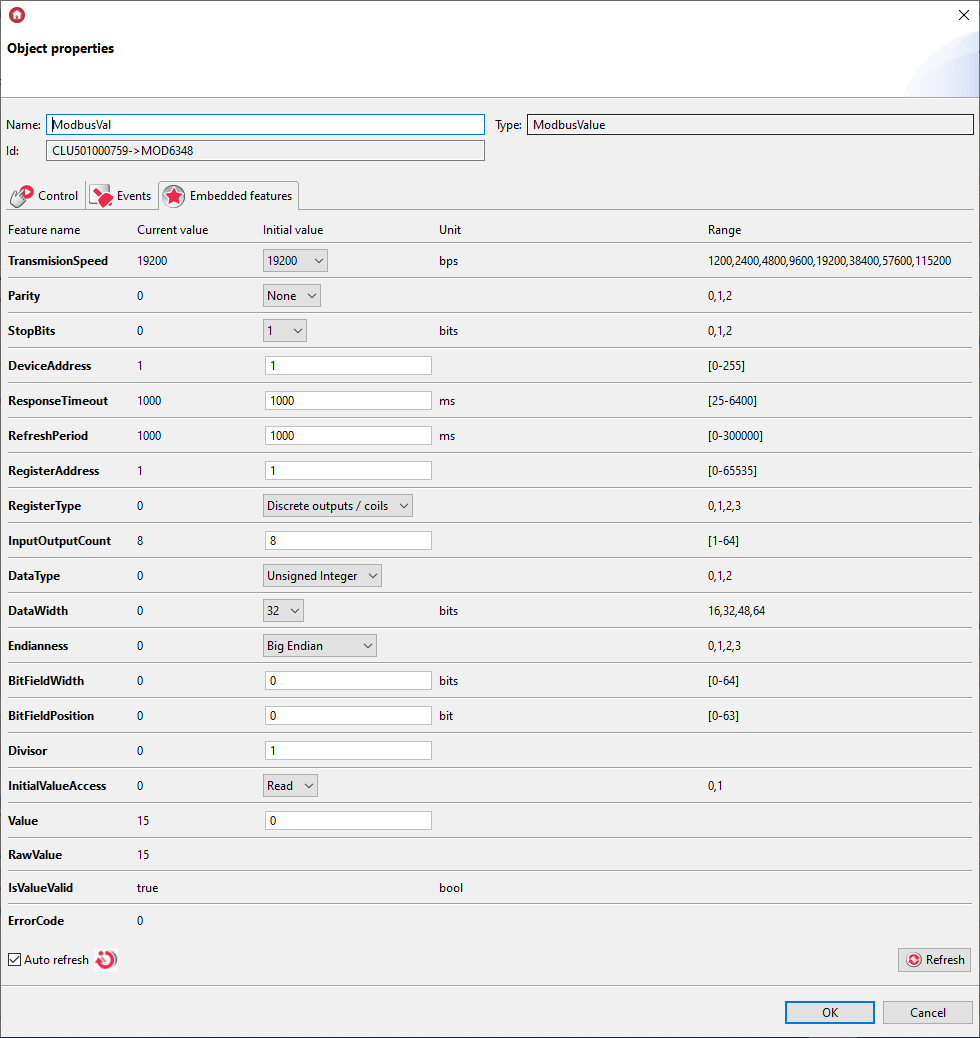 Object properties
Name: ModbusVal Type: ModbusValue
Id: CLU501000759->MOD6348
Control Events Embedded features
Feature name Current value Initial value Unit Range
TransmisionSpeed 19200 19200 bps 1200,2400,4800,9600,19200,38400,57600,115200
Parity 0 None 0,1,2
StopBits 0 1 bits 0,1,2
DeviceAddress 1 1 [0-255]
ResponseTimeout 1000 1000 ms [25-6400]
RefreshPeriod 1000 1000 ms [0-300000]
RegisterAddress 1 1 [0-65535]
RegisterType 0 Discrete outputs / coils 0,1,2,3
InputOutputCount 8 8 [1-64]
DataType 0 Unsigned Integer 0,1,2
DataWidth 0 32 bits 16,32,48,64
Endianness 0 Big Endian 0,1,2,3
BitFieldWidth 0 0 bits [0-64]
BitFieldPosition 0 0 bit [0-63]
Divisor 0 1
InitialValueAccess 0 Read 0,1
Value 15 0
RawValue 15
IsValueValid true bool
ErrorCode 0
Auto refresh Refresh
OK Cancel